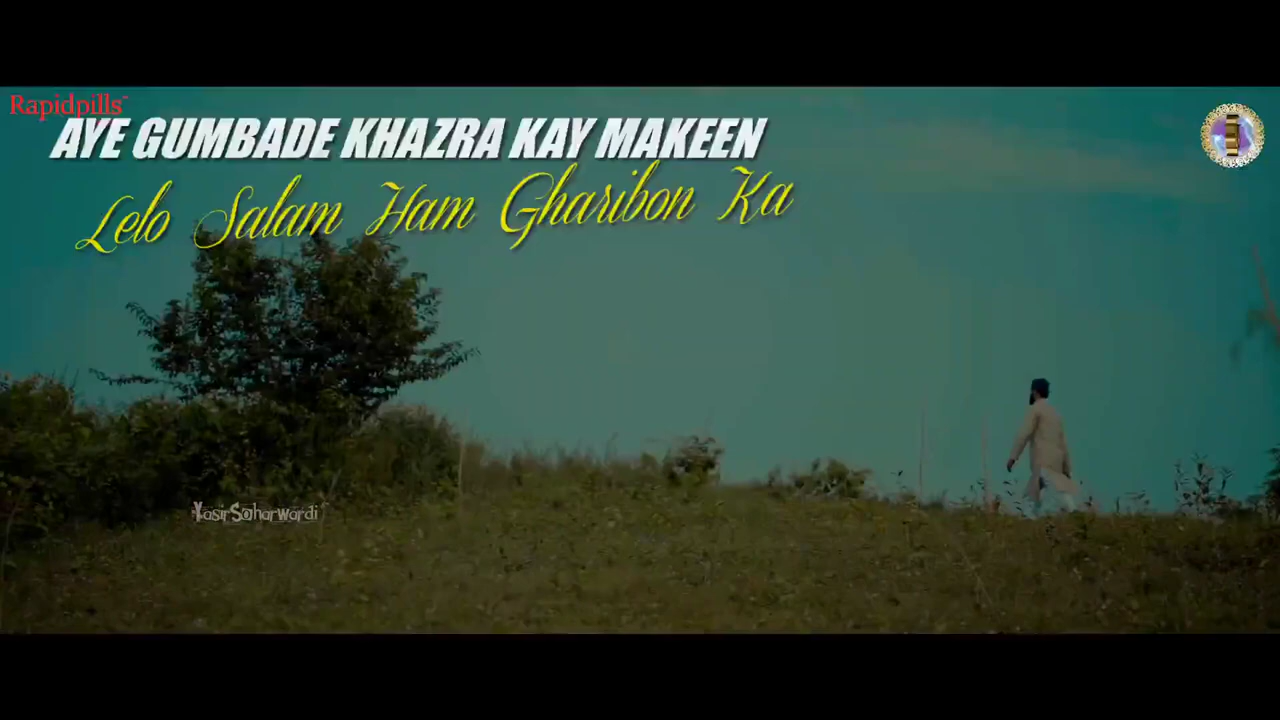 Rapidpills
AYE GUMBADE KHAZRA KAY MAKEEN
Lelo Salam Ham Gharibon Ka
YasirSoharwardi